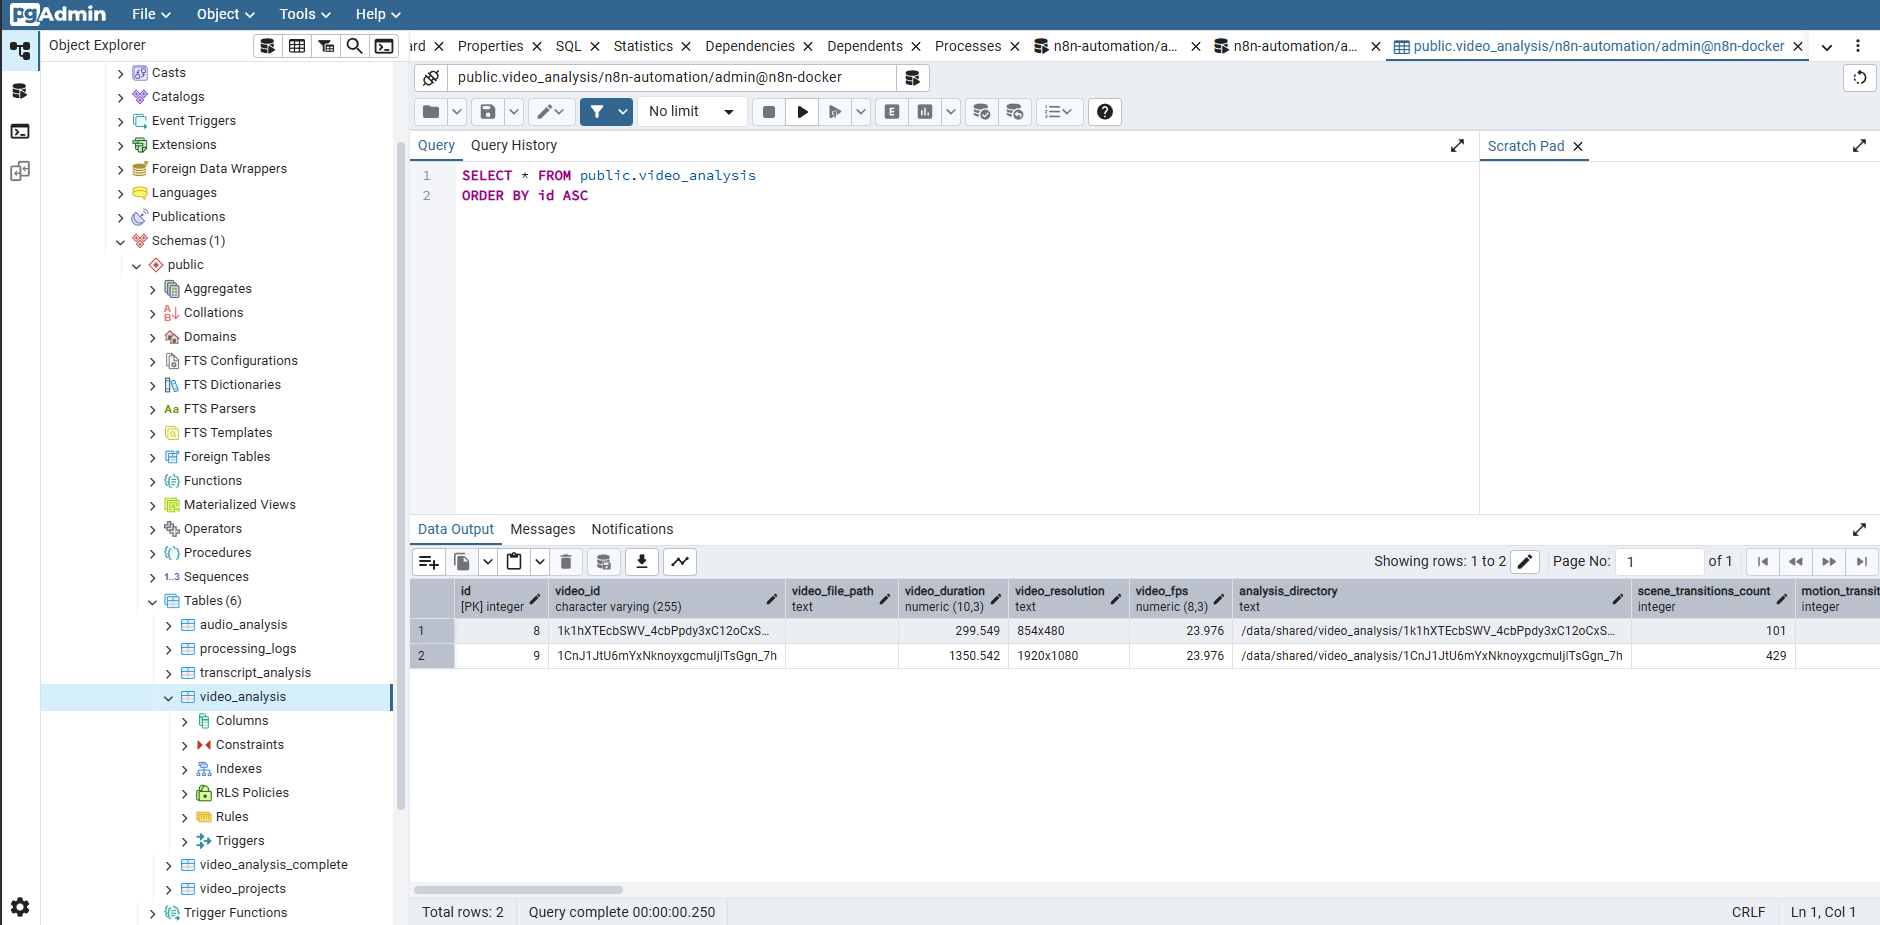 pgAdmin File Object Tools Help
Object Explorer
Casts
Catalogs
Event Triggers
Extensions
Foreign Data Wrappers
Languages
Publications
Schemas (1)
public
Aggregates
Collations
Domains
FTS Configurations
FTS Dictionaries
Aa FTS Parsers
FTS Templates
Foreign Tables
Functions
Materialized Views
Operators
Procedures
1..3 Sequences
Tables (6)
audio_analysis
processing_logs
transcript_analysis
video_analysis
Columns
Constraints
Indexes
RLS Policies
Rules
Triggers
video_analysis_complete
video_projects
Trigger Functions
ard Properties SQL Statistics Dependencies Dependents Processes n8n-automation/a... n8n-automation/a... public.video_analysis/n8n-automation/admin@n8n-docker
public.video_analysis/n8n-automation/admin@n8n-docker
No limit
Query Query History
Scratch Pad
1 SELECT * FROM public.video_analysis
2 ORDER BY id ASC
Data Output Messages Notifications
Showing rows: 1 to 2 Page No: 1 of 1
id video_id video_file_path video_duration video_resolution video_fps analysis_directory scene_transitions_count motion_transit
[PK] integer character varying (255) text numeric (10,3) text numeric (8,3) text integer integer
1 8 1k1hXTEcbSWV_4cbPpdy3xC12oCxS... 299.549 854x480 23.976 /data/shared/video_analysis/1k1hXTEcbSWV_4cbPpdy3xC12oCxS... 101
2 9 1CnJ1JtU6mYxNknoyxgcmuIjlTsGgn_7h 1350.542 1920x1080 23.976 /data/shared/video_analysis/1CnJ1JtU6mYxNknoyxgcmuIjlTsGgn_7h 429
Total rows: 2 Query complete 00:00:00.250 CRLF Ln 1, Col 1